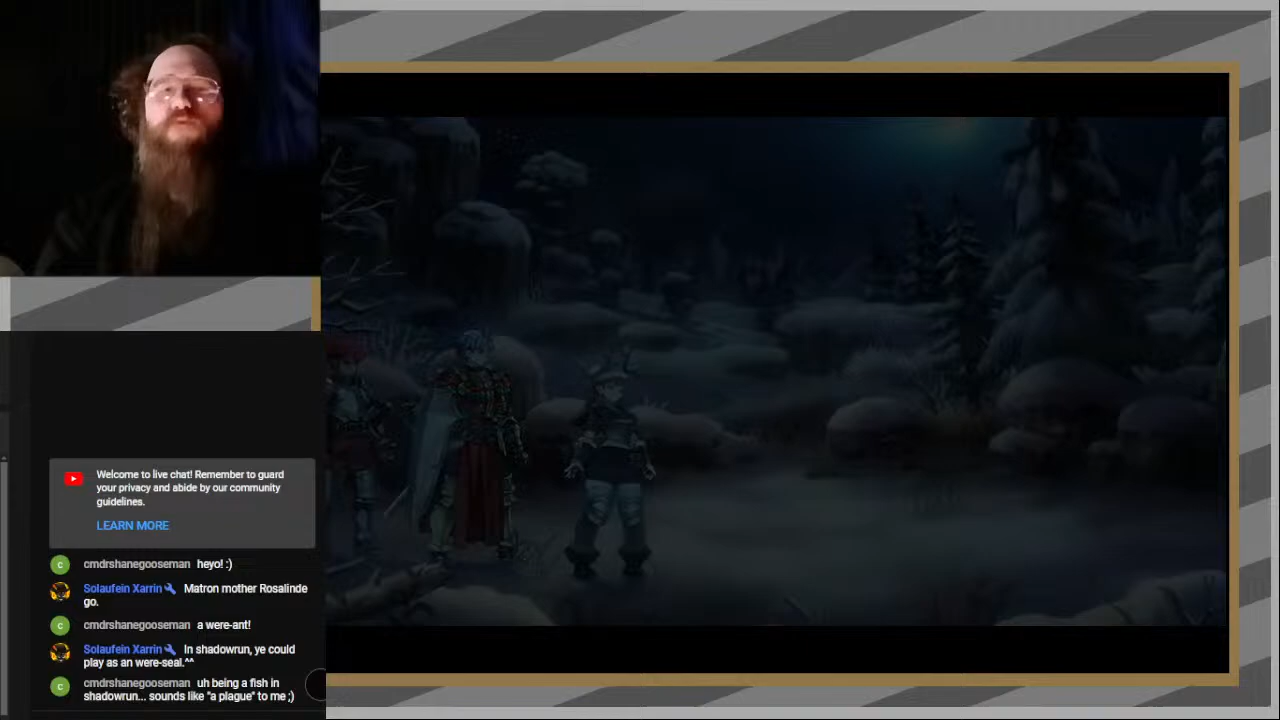 Welcome to live chat! Remember to guard
your privacy and abide by our community
guidelines.
LEARN MORE
cmdrshanegooseman heyo! :)
Solaufein Xarrin Matron mother Rosalinde
go.
cmdrshanegooseman a were-ant!
Solaufein Xarrin In shadowrun, ye could
play as an were-seal.^^
cmdrshanegooseman uh being a fish in
shadowrun... sounds like "a plague" to me ;)